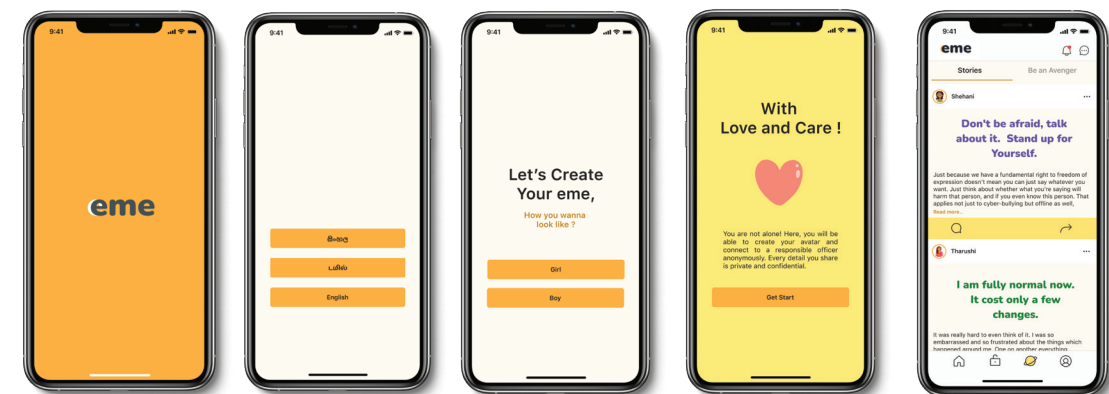 9:41
eme
9:41
සිංහල
டமில்
English
9:41
Let's Create
Your eme,
How you wanna
look like ?
Girl
Boy
9:41
With
Love and Care !
You are not alone! Here, you will be
able to create your avatar and
connect to a responsible officer
anonymously. Every detail you share
is private and confidential.
Get Start
9:41
eme
Stories
Be an Avenger
Shehani
Don't be afraid, talk
about it. Stand up for
Yourself.
Just because we have a fundamental right to freedom of
expression doesn't mean you can just say whatever you
want. Just think about whether what you're saying will
harm that person, and if you even know this person. That
applies not just to cyber-bullying but offline as well,
Read more..
Tharushi
I am fully normal now.
It cost only a few
changes.
It was really hard to even think of it. I was so
embarrassed and so frustrated about the things which
happened around me. One on another everything